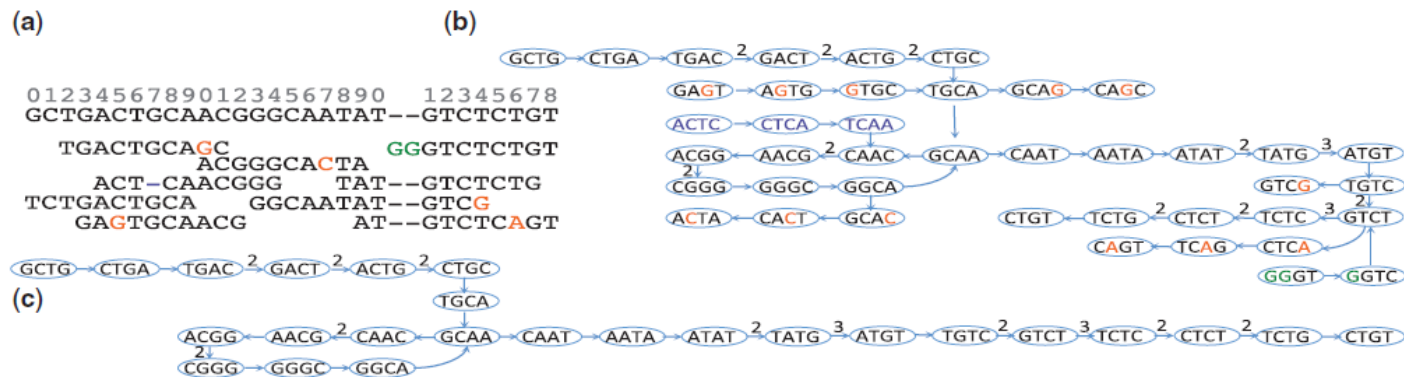 (a)
0123456789012345678901234567890 12345678
GCTGACTGCAACGGGCAATAT--GTCTCTGT
TGACTGCAGC GGGTCTCTGT
ACGGGCACTA
ACT-CAACGGG TAT--GTCTCTG
TCTGACTGCA GGCAATAT--GTCG
GAGTGCAACG AT--GTCTCAGT
(b)
GCTG CTGA TGAC 2 GACT 2 ACTG 2 CTGC
GAGT AGTG GTGC TGCA GCAG CAGC
ACTC CTCA TCAA
ACGG AACG 2 CAAC GCAA CAAT AATA ATAT 2 TATG 3 ATGT
2
CGGG GGGC GGCA GTCG TGTC
2
ACTA CACT GCAC CTGT TCTG 2 CTCT 2 TCTC 3 GTCT
CAGT TCAG CTCA
GGGT GGTC
(c)
GCTG CTGA TGAC 2 GACT 2 ACTG 2 CTGC
TGCA
ACGG AACG 2 CAAC GCAA CAAT AATA ATAT 2 TATG 3 ATGT TGTC 2 GTCT 3 TCTC 2 CTCT 2 TCTG CTGT
2
CGGG GGGC GGCA